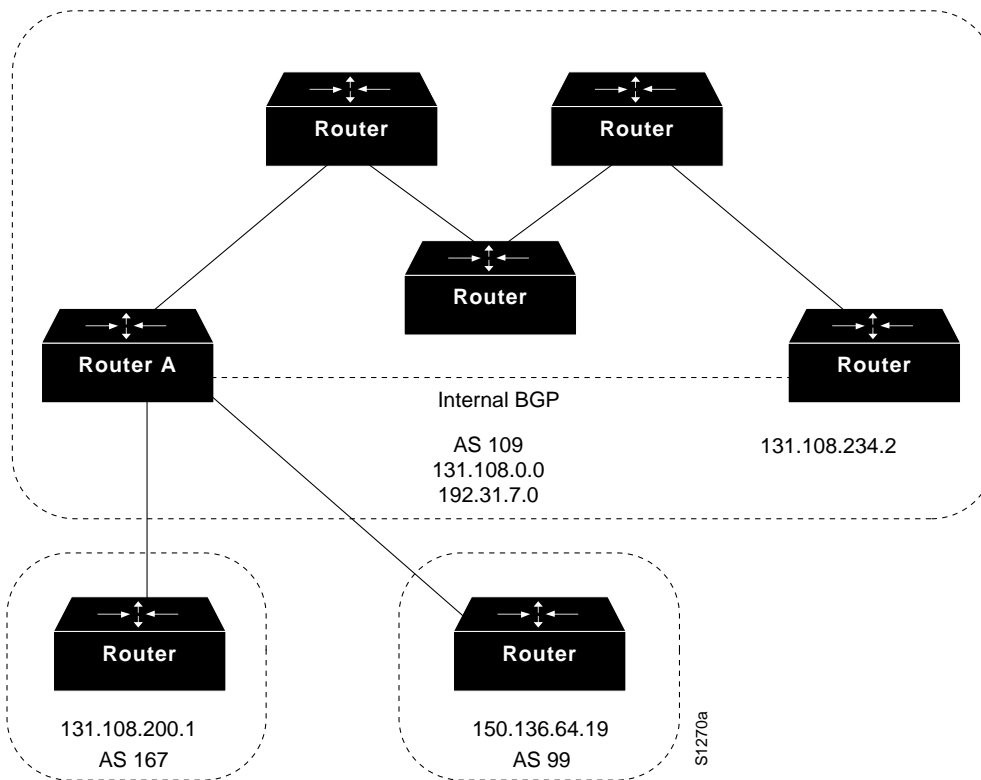 Router
Router
Router
Router A
Router
Internal BGP
AS 109
131.108.0.0
192.31.7.0
131.108.234.2
Router
131.108.200.1
AS 167
Router
150.136.64.19
AS 99
S1270a